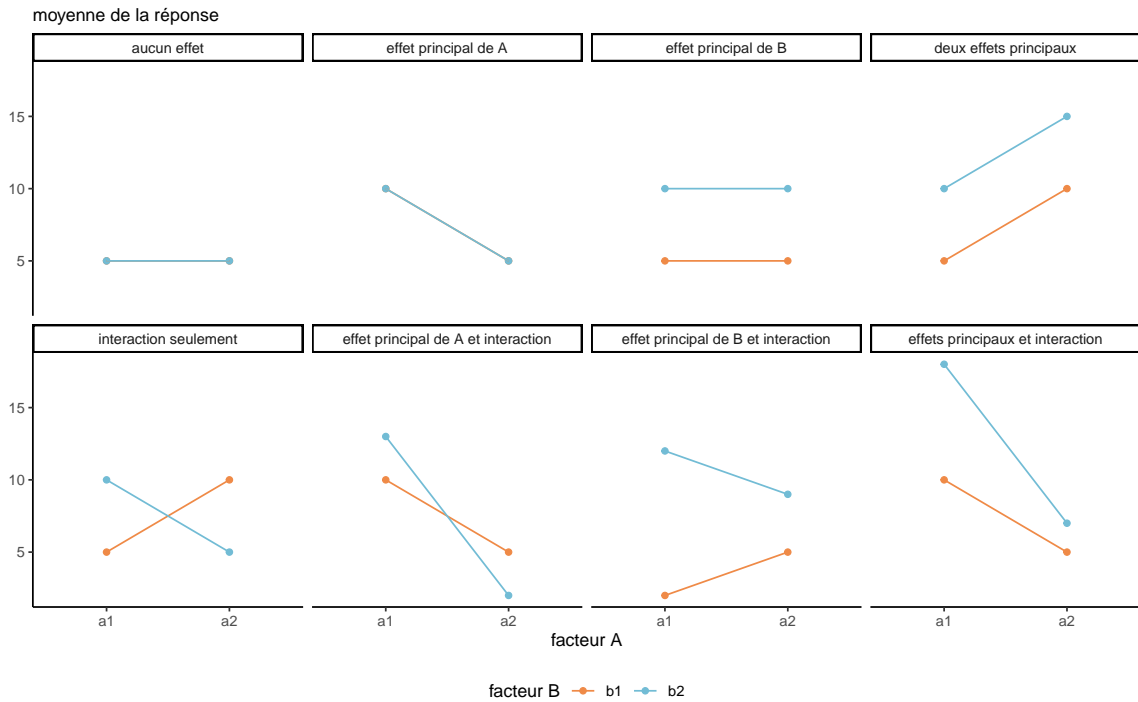 moyenne de la réponse
aucun effet
effet principal de A
effet principal de B
deux effets principaux
15
10
5
interaction seulement
effet principal de A et interaction
effet principal de B et interaction
effets principaux et interaction
15
10
5
a1 a2 a1 a2 a1 a2 a1 a2
facteur A
facteur B b1 b2